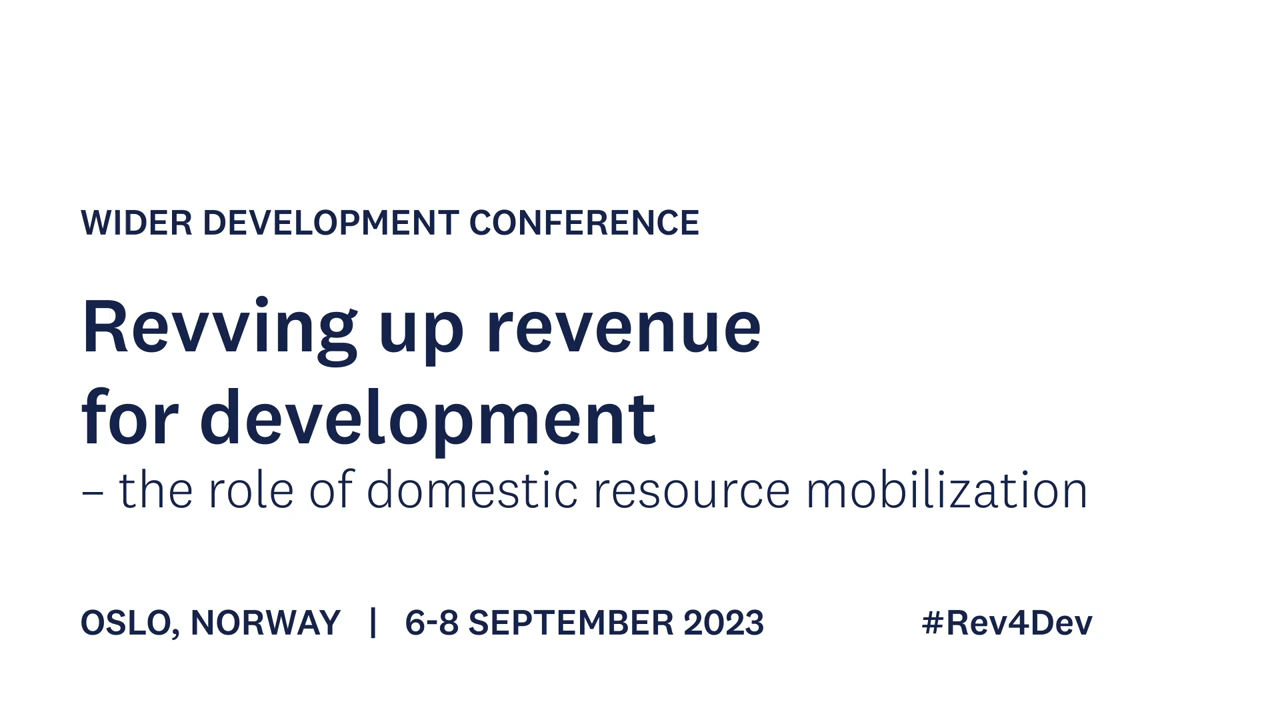 WIDER DEVELOPMENT CONFERENCE
Revving up revenue
for development
– the role of domestic resource mobilization
OSLO, NORWAY | 6-8 SEPTEMBER 2023 #Rev4Dev